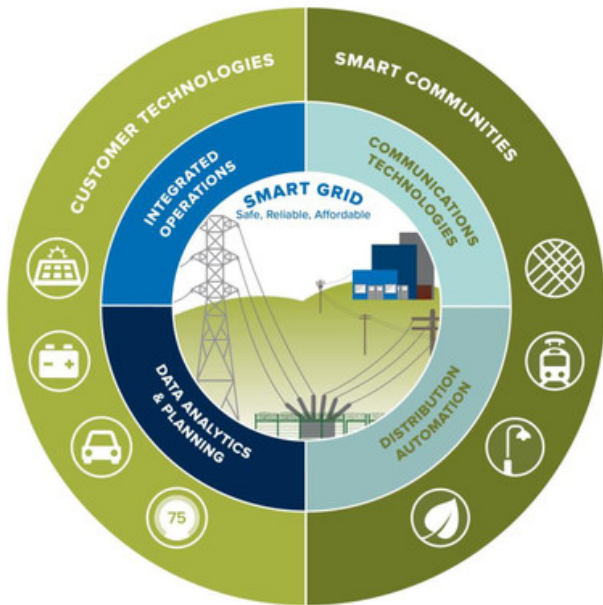 CUSTOMER TECHNOLOGIES
SMART COMMUNITIES
INTEGRATED
OPERATIONS
COMMUNICATIONS
TECHNOLOGIES
SMART GRID
Safe, Reliable, Affordable
DATA ANALYTICS
& PLANNING
DISTRIBUTION
AUTOMATION
75